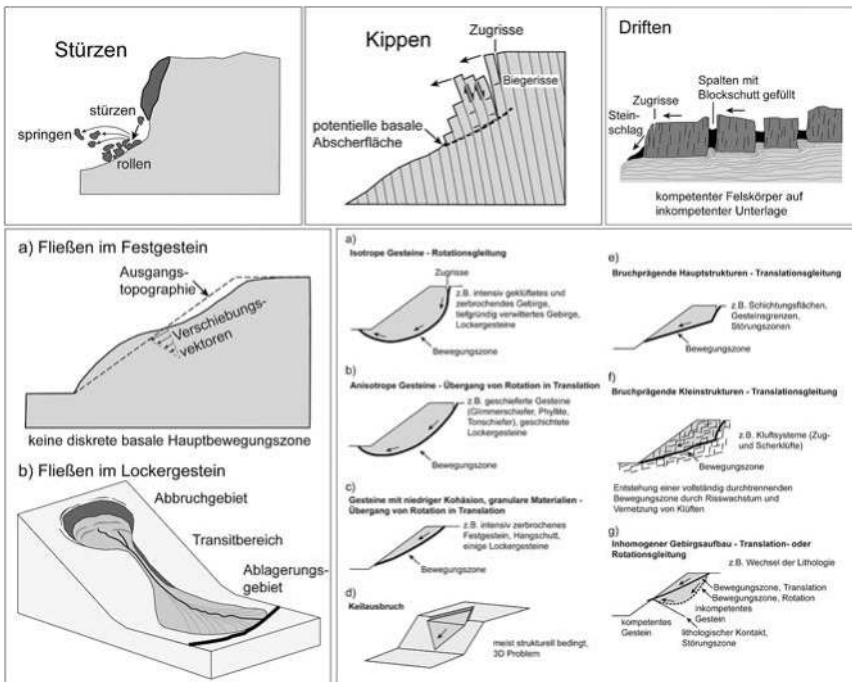 Stürzen
stürzen
springen
rollen
Kippen
Zugrisse
Biegerisse
potentielle basale
Abscherfläche
Driften
Spalten mit
Blockschutt gefüllt
Zugrisse
Stein-
schlag
kompetenter Felskörper auf
inkompetenter Unterlage
a) Fließen im Festgestein
Ausgangs-
topographie
Verschiebungs-
vektoren
keine diskrete basale Hauptbewegungszone
b) Fließen im Lockergestein
Abbruchgebiet
Transitbereich
Ablagerungs-
gebiet
a)
Isotrope Gesteine - Rotationsgleitung
Zugrisse
z.B. intensiv geklüftetes und
zerbrochenes Gebirge,
tiefgründig verwittertes Gebirge,
Lockergesteine
Bewegungszone
b)
Anisotrope Gesteine - Übergang von Rotation in Translation
z.B. geschieferte Gesteine
(Glimmerschiefer, Phyllite,
Tonschiefer), geschichtete
Lockergesteine
Bewegungszone
c)
Gesteine mit niedriger Kohäsion, granulare Materialien -
Übergang von Rotation in Translation
z.B. intensiv zerbrochenes
Festgestein, Hangschutt,
einige Lockergesteine
Bewegungszone
d)
Keilausbruch
meist strukturell bedingt,
3D Problem
e)
Bruchprägende Hauptstrukturen - Translationsgleitung
z.B. Schichtungsflächen,
Gesteinsgrenzen,
Störungszonen
Bewegungszone
f)
Bruchprägende Kleinstrukturen - Translationsgleitung
z.B. Kluftsysteme (Zug-
und Scherklüfte)
Bewegungszone
Entstehung einer vollständig durchtrennenden
Bewegungszone durch Risswachstum und
Vernetzung von Klüften
g)
Inhomogener Gebirgsaufbau - Translation- oder
Rotationsgleitung
z.B. Wechsel der Lithologie
Bewegungszone, Translation
Bewegungszone, Rotation
inkompetentes
Gestein
kompetentes
Gestein
lithologischer Kontakt,
Störungszone